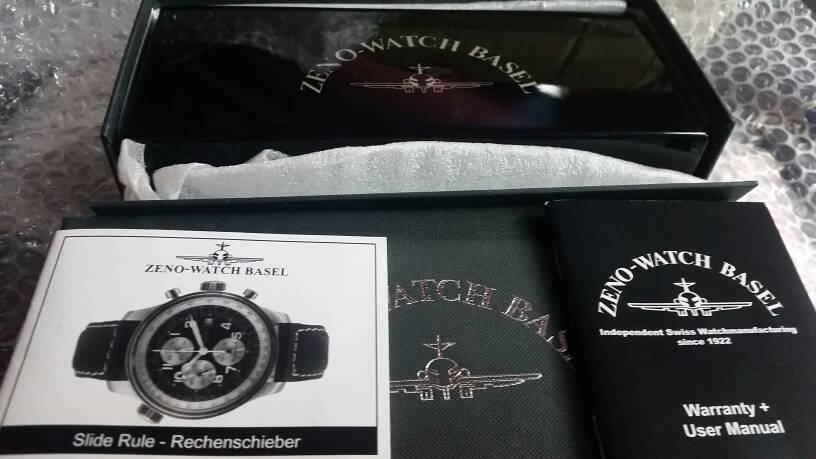 ZENO-WATCH BASEL
ZENO-WATCH BASEL
Slide Rule - Rechenschieber
WATCH BAS
ZENO-WATCH BASEL
Independent Swiss Watchmanufacturing
since 1922
Warranty +
User Manual